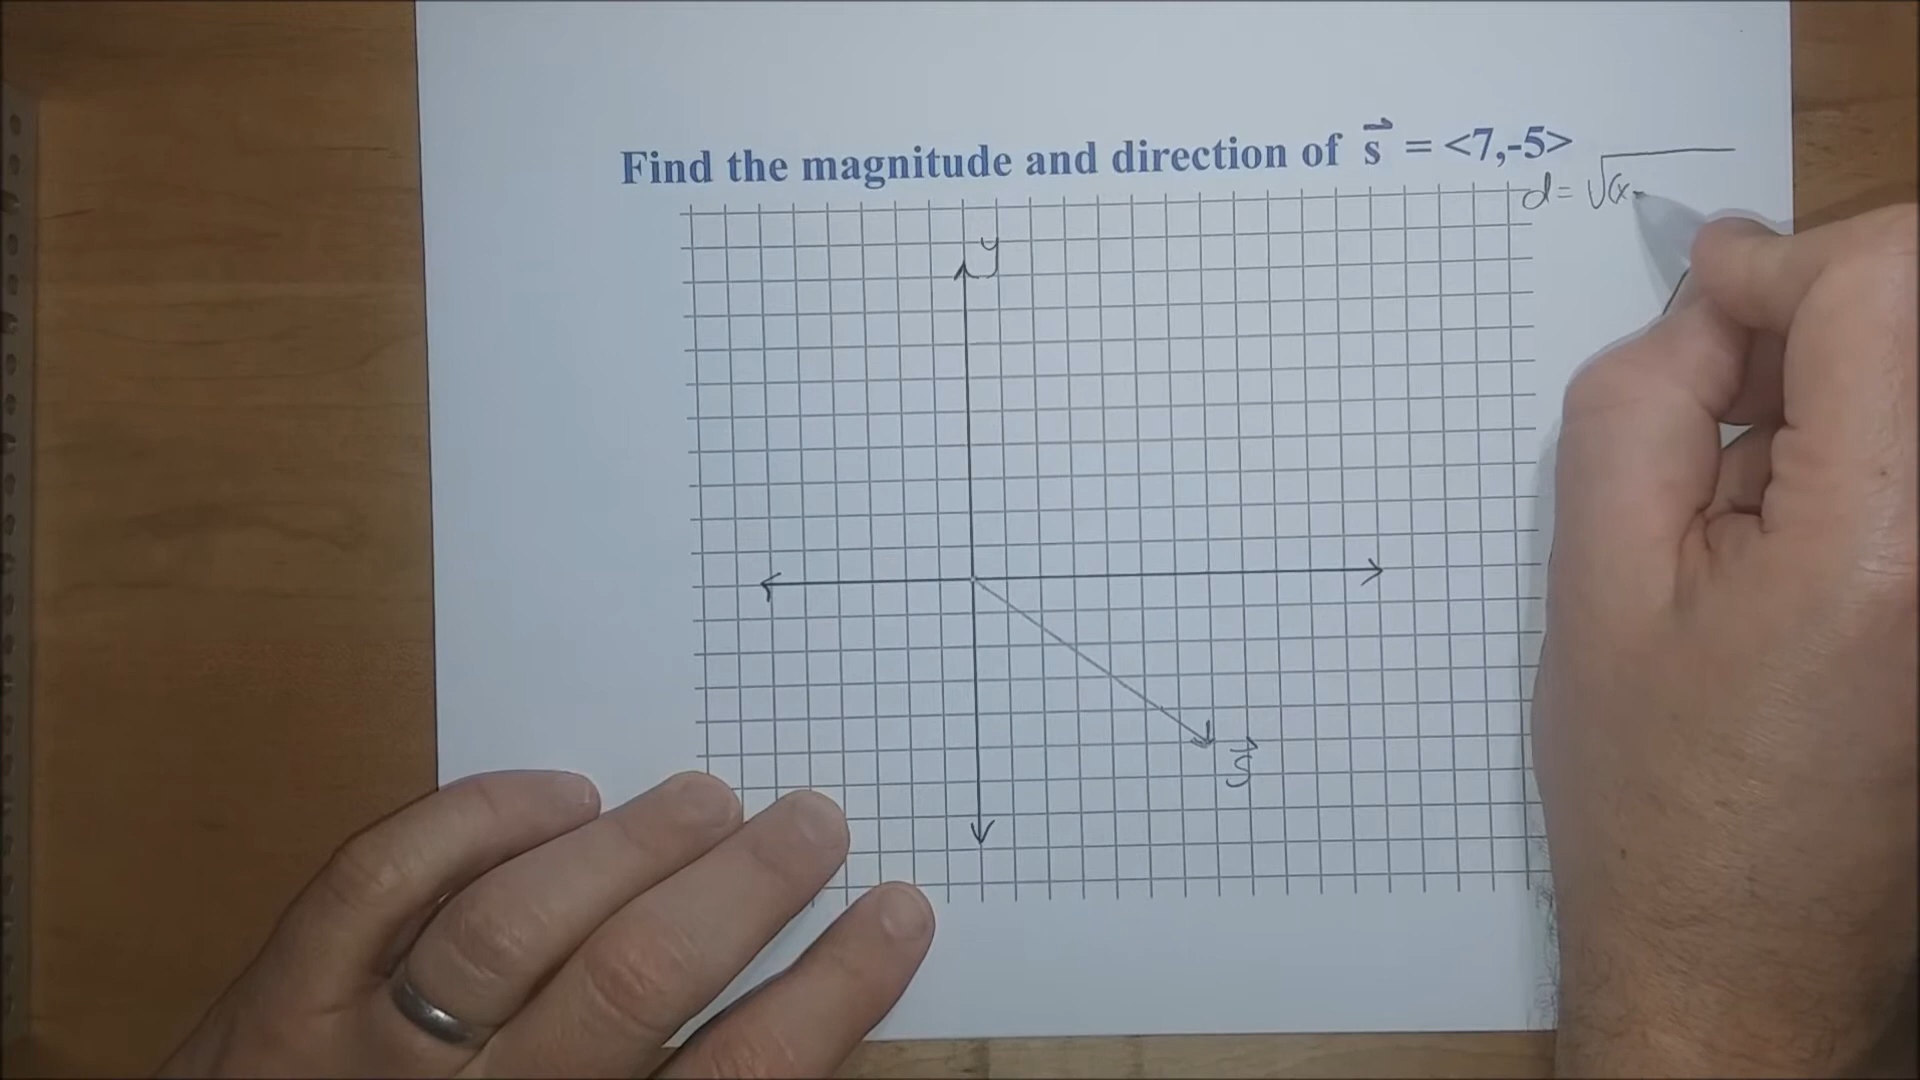 Find the magnitude and direction of s⃗ = <7,-5>
d = √(x-
y
s⃗